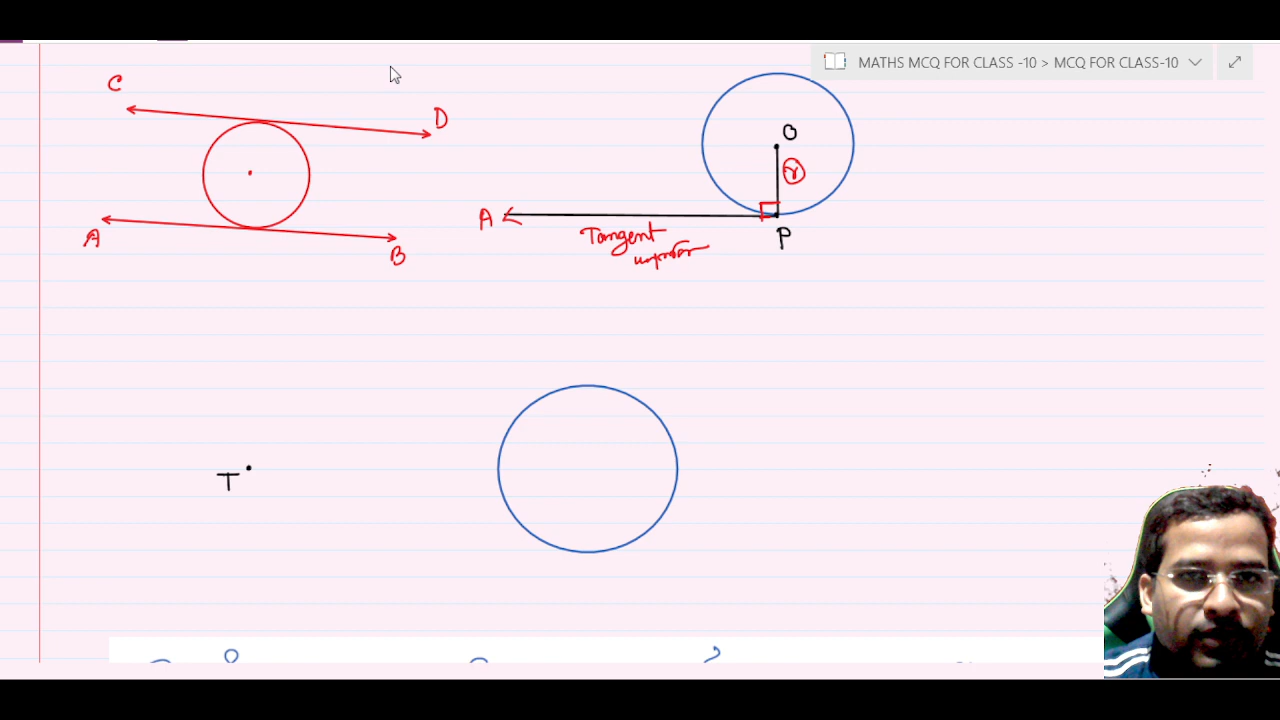 MATHS MCQ FOR CLASS -10 > MCQ FOR CLASS-10
C
D
A
B
O
r
A
Tangent
P
T